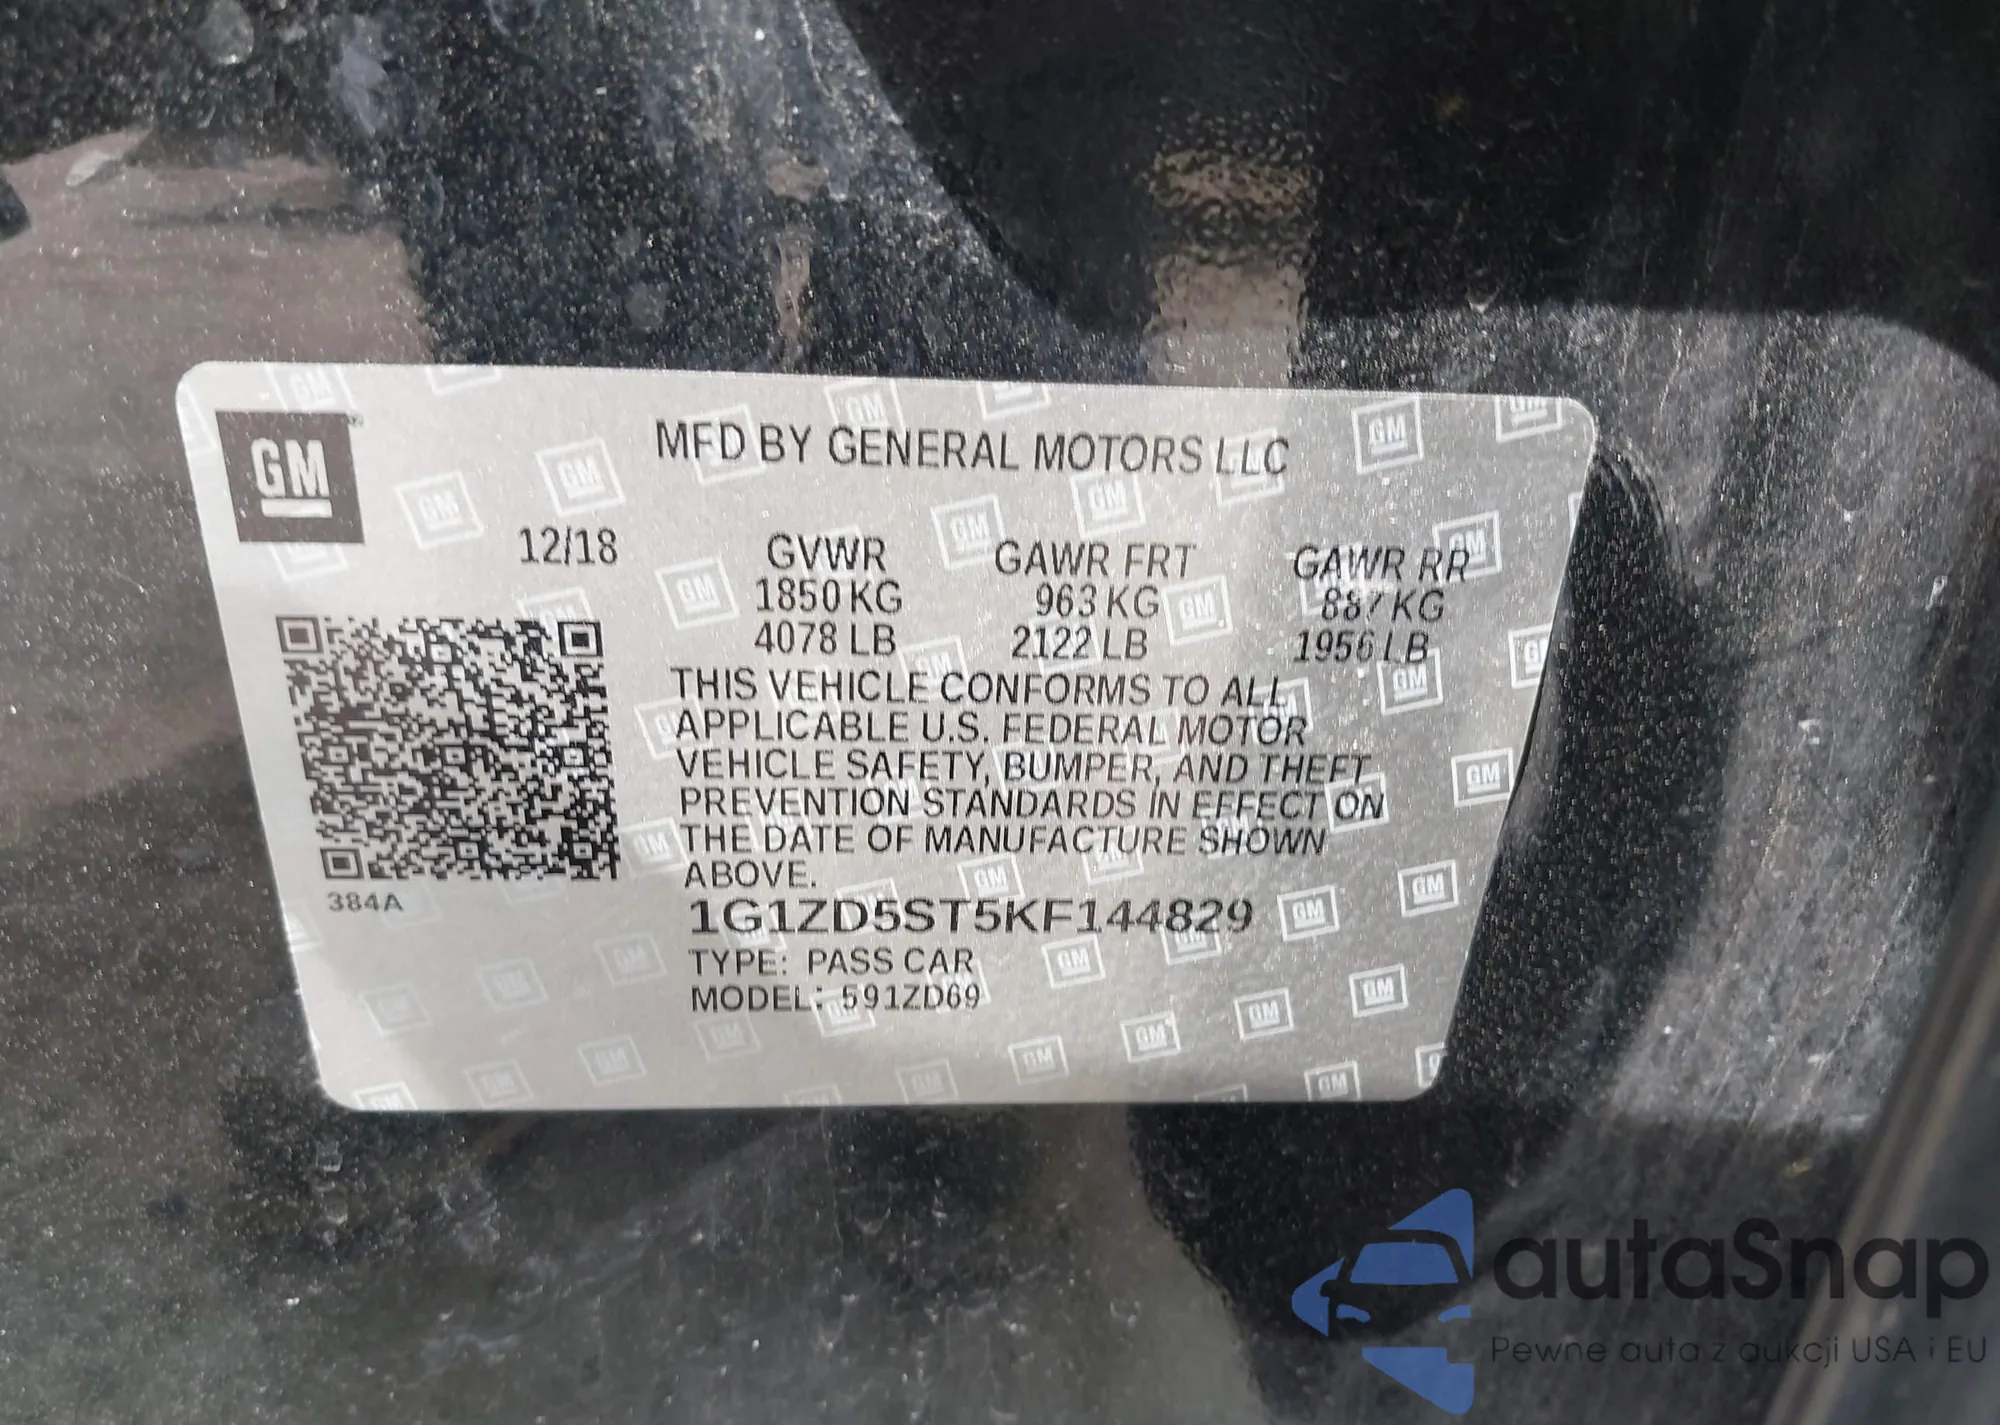 GM
MFD BY GENERAL MOTORS LLC
12/18 GVWR GAWR FRT GAWR RR
1850 KG 963 KG 887 KG
4078 LB 2122 LB 1956 LB
THIS VEHICLE CONFORMS TO ALL
APPLICABLE U.S. FEDERAL MOTOR
VEHICLE SAFETY, BUMPER, AND THEFT
PREVENTION STANDARDS IN EFFECT ON
THE DATE OF MANUFACTURE SHOWN
ABOVE.
384A
1G1ZD5ST5KF144829
TYPE: PASS CAR
MODEL: 591ZD69
autaSnap
Pewne auta z aukcji USA i EU